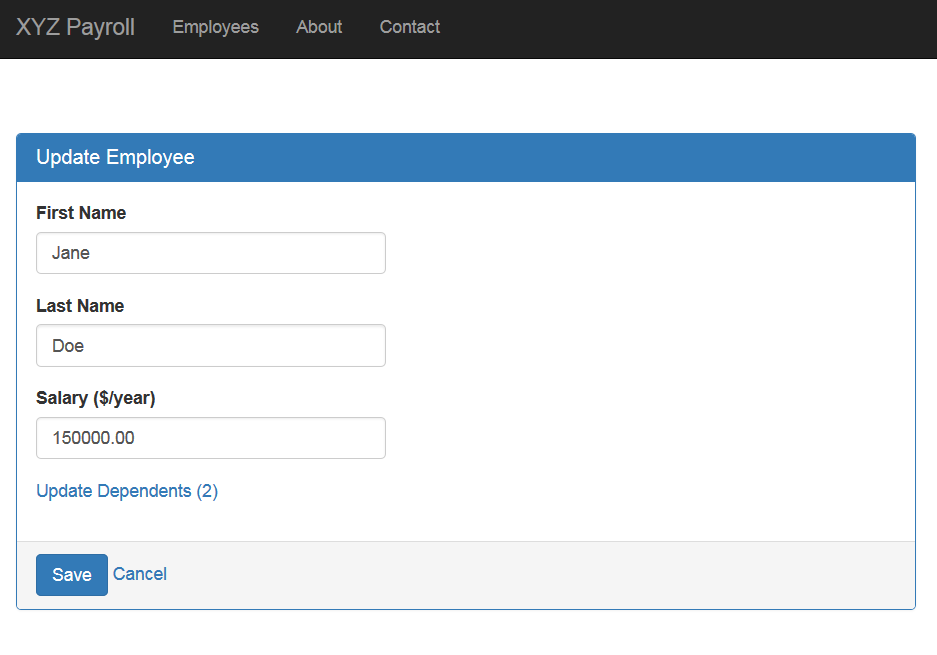 XYZ Payroll Employees About Contact
Update Employee
First Name
Jane
Last Name
Doe
Salary ($/year)
150000.00
Update Dependents (2)
Save Cancel